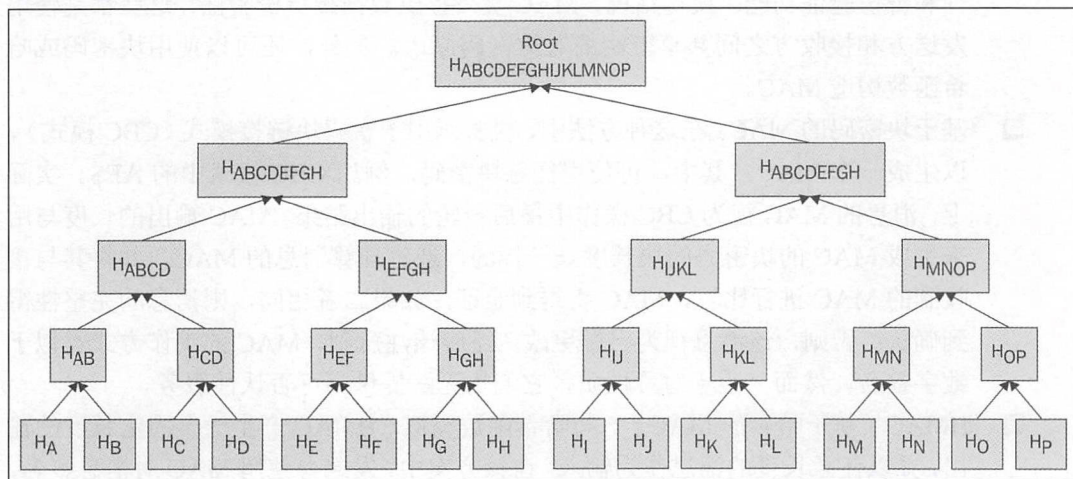 Root
HABCDEFGHIJKLMNOP
HABCDEFGH HABCDEFGH
HABCD HEFGH HIJKL HMNOP
HAB HCD HEF HGH HIJ HKL HMN HOP
HA HB HC HD HE HF HG HH HI HJ HK HL HM HN HO HP